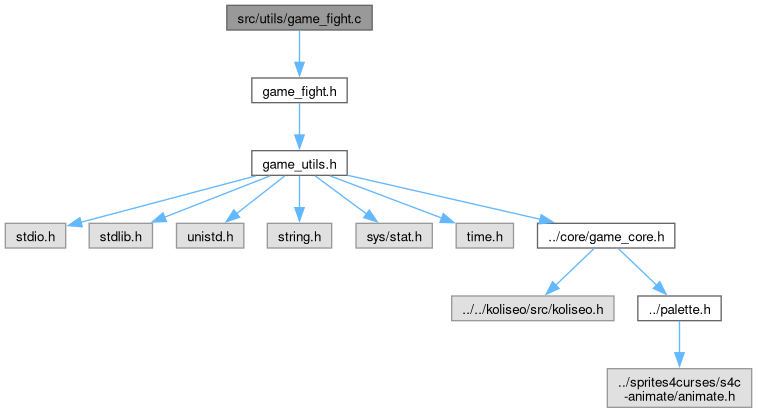 src/utils/game_fight.c
game_fight.h
game_utils.h
stdio.h
stdlib.h
unistd.h
string.h
sys/stat.h
time.h
../core/game_core.h
../../koliseo/src/koliseo.h
../palette.h
../sprites4curses/s4c
-animate/animate.h